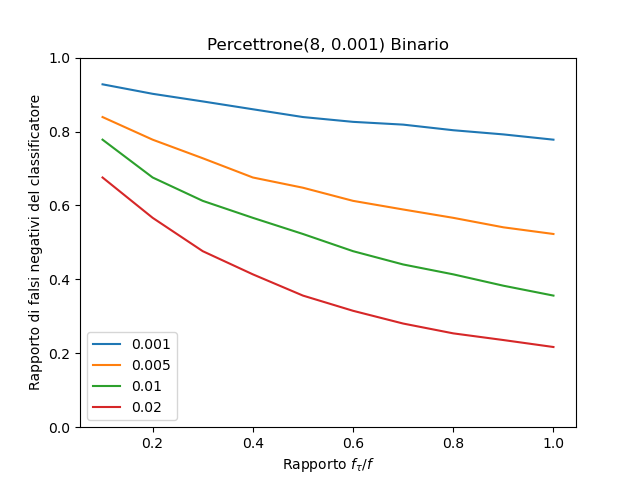 Percettrone(8, 0.001) Binario
1.0
0.8
0.6
0.4
0.2
0.0
Rapporto di falsi negativi del classificatore
0.001
0.005
0.01
0.02
0.2 0.4 0.6 0.8 1.0
Rapporto f_τ/f